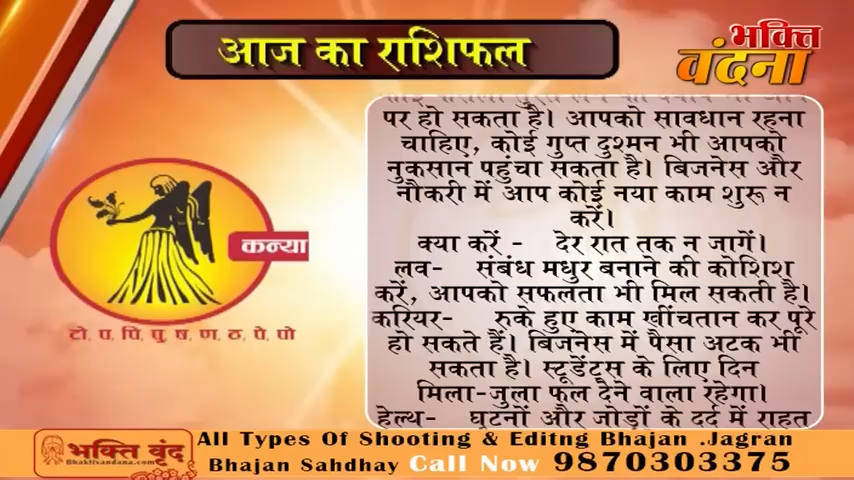 आज का राशिफल
भक्ति
वंदना
पर हो सकता है। आपको सावधान रहना
चाहिए, कोई गुप्त दुश्मन भी आपको
नुकसान पहुंचा सकता है। बिजनेस और
नौकरी में आप कोई नया काम शुरू न
करें।
क्या करें - देर रात तक न जागें।
लव- संबंध मधुर बनाने की कोशिश
करें, आपको सफलता भी मिल सकती है।
करियर- रुके हुए काम खींचतान कर पूरे
हो सकते हैं। बिजनेस में पैसा अटक भी
सकता है। स्टूडेंट्स के लिए दिन
मिला-जुला फल देने वाला रहेगा।
हेल्थ- घुटनों और जोड़ों के दर्द में राहत
कन्या
टो, प, पि, पु, ष, ण, ठ, पे, पो
भक्ति वृंद
Bhaktivandana.com
All Types Of Shooting & Editng Bhajan .Jagran
Bhajan Sahdhay Call Now 9870303375